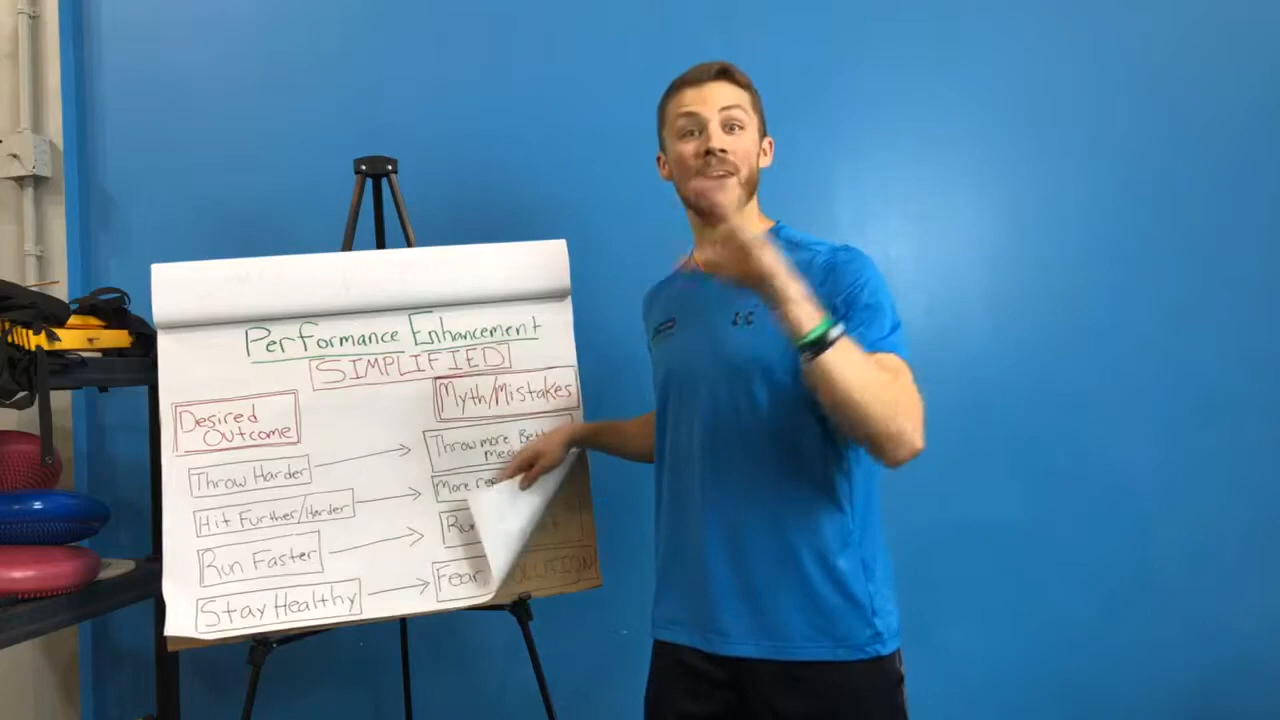 Performance Enhancement
SIMPLIFIED
Desired
Outcome
Myth/Mistakes
Throw Harder
Throw more
Hit Further/Harder
More
Run Faster
Stay Healthy
Fear